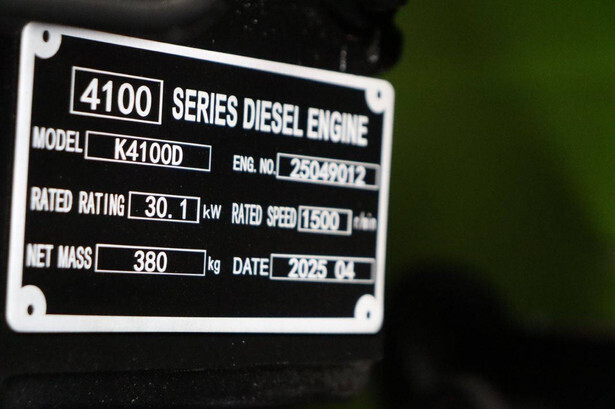 4100 SERIES DIESEL ENGINE
MODEL K4100D ENG. NO. 25049012
RATED RATING 30.1 kW RATED SPEED 1500 r/min
NET MASS 380 kg DATE 2025 04